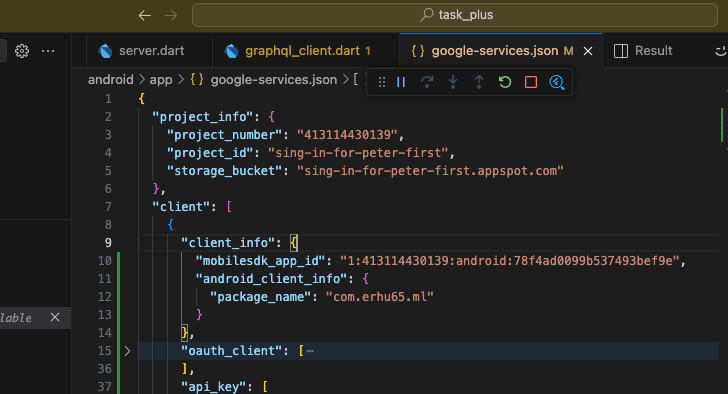 task_plus
server.dart
graphql_client.dart 1
{ } google-services.json M
Result
android > app > { } google-services.json > [
1 {
2 "project_info": {
3 "project_number": "413114430139",
4 "project_id": "sing-in-for-peter-first",
5 "storage_bucket": "sing-in-for-peter-first.appspot.com"
6 },
7 "client": [
8 {
9 "client_info": {
10 "mobilesdk_app_id": "1:413114430139:android:78f4ad0099b537493bef9e",
11 "android_client_info": {
12 "package_name": "com.erhu65.ml"
13 }
14 },
15 "oauth_client": [ ⋯
36 ],
37 "api_key": [
lable